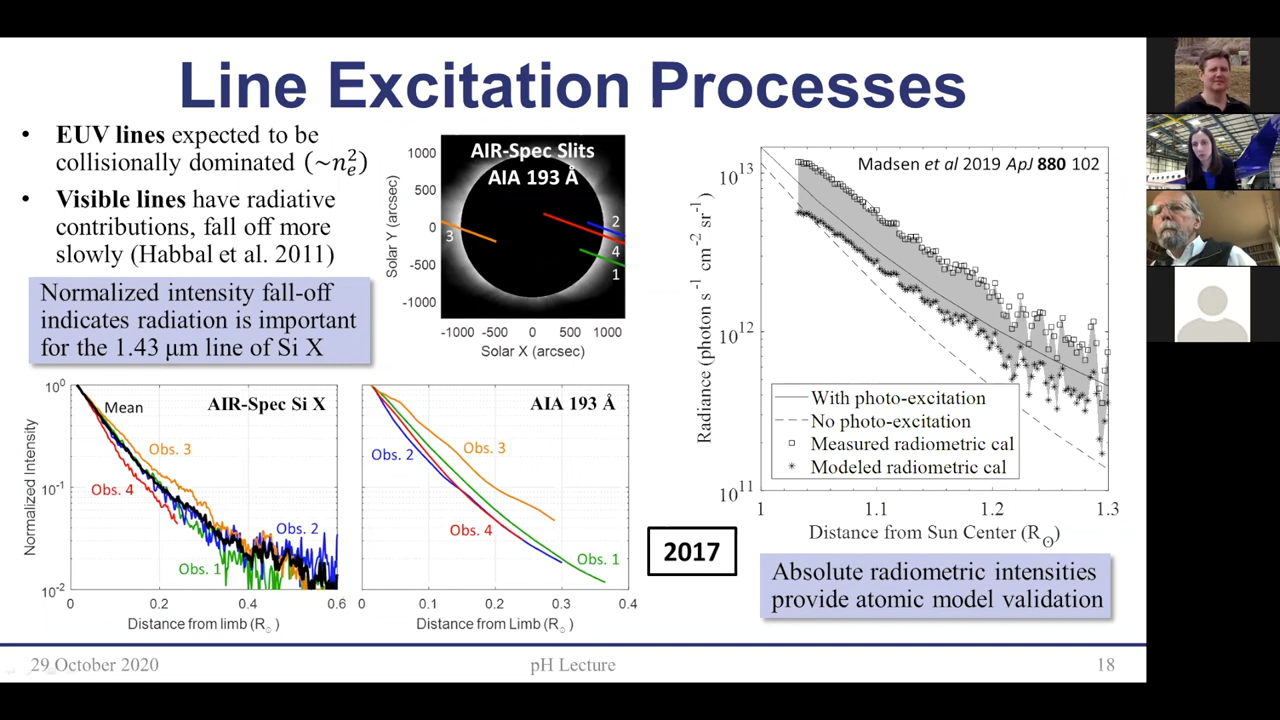 Line Excitation Processes
• EUV lines expected to be
collisionally dominated (~n_e^2)
• Visible lines have radiative
contributions, fall off more
slowly (Habbal et al. 2011)
Normalized intensity fall-off
indicates radiation is important
for the 1.43 μm line of Si X
AIR-Spec Slits
AIA 193 Å
1000
500
0
-500
-1000
Solar Y (arcsec)
3
2
4
1
-1000 -500 0 500 1000
Solar X (arcsec)
10^0
10^-1
10^-2
Normalized Intensity
AIR-Spec Si X
Mean
Obs. 3
Obs. 4
Obs. 2
Obs. 1
0 0.2 0.4 0.6
Distance from limb (R☉)
AIA 193 Å
Obs. 3
Obs. 2
Obs. 4
Obs. 1
0 0.1 0.2 0.3 0.4
Distance from Limb (R☉)
2017
Madsen et al 2019 ApJ 880 102
10^13
10^12
10^11
Radiance (photon s^-1 cm^-2 sr^-1)
With photo-excitation
No photo-excitation
Measured radiometric cal
Modeled radiometric cal
1 1.1 1.2 1.3
Distance from Sun Center (R☉)
Absolute radiometric intensities
provide atomic model validation
29 October 2020
pH Lecture
18